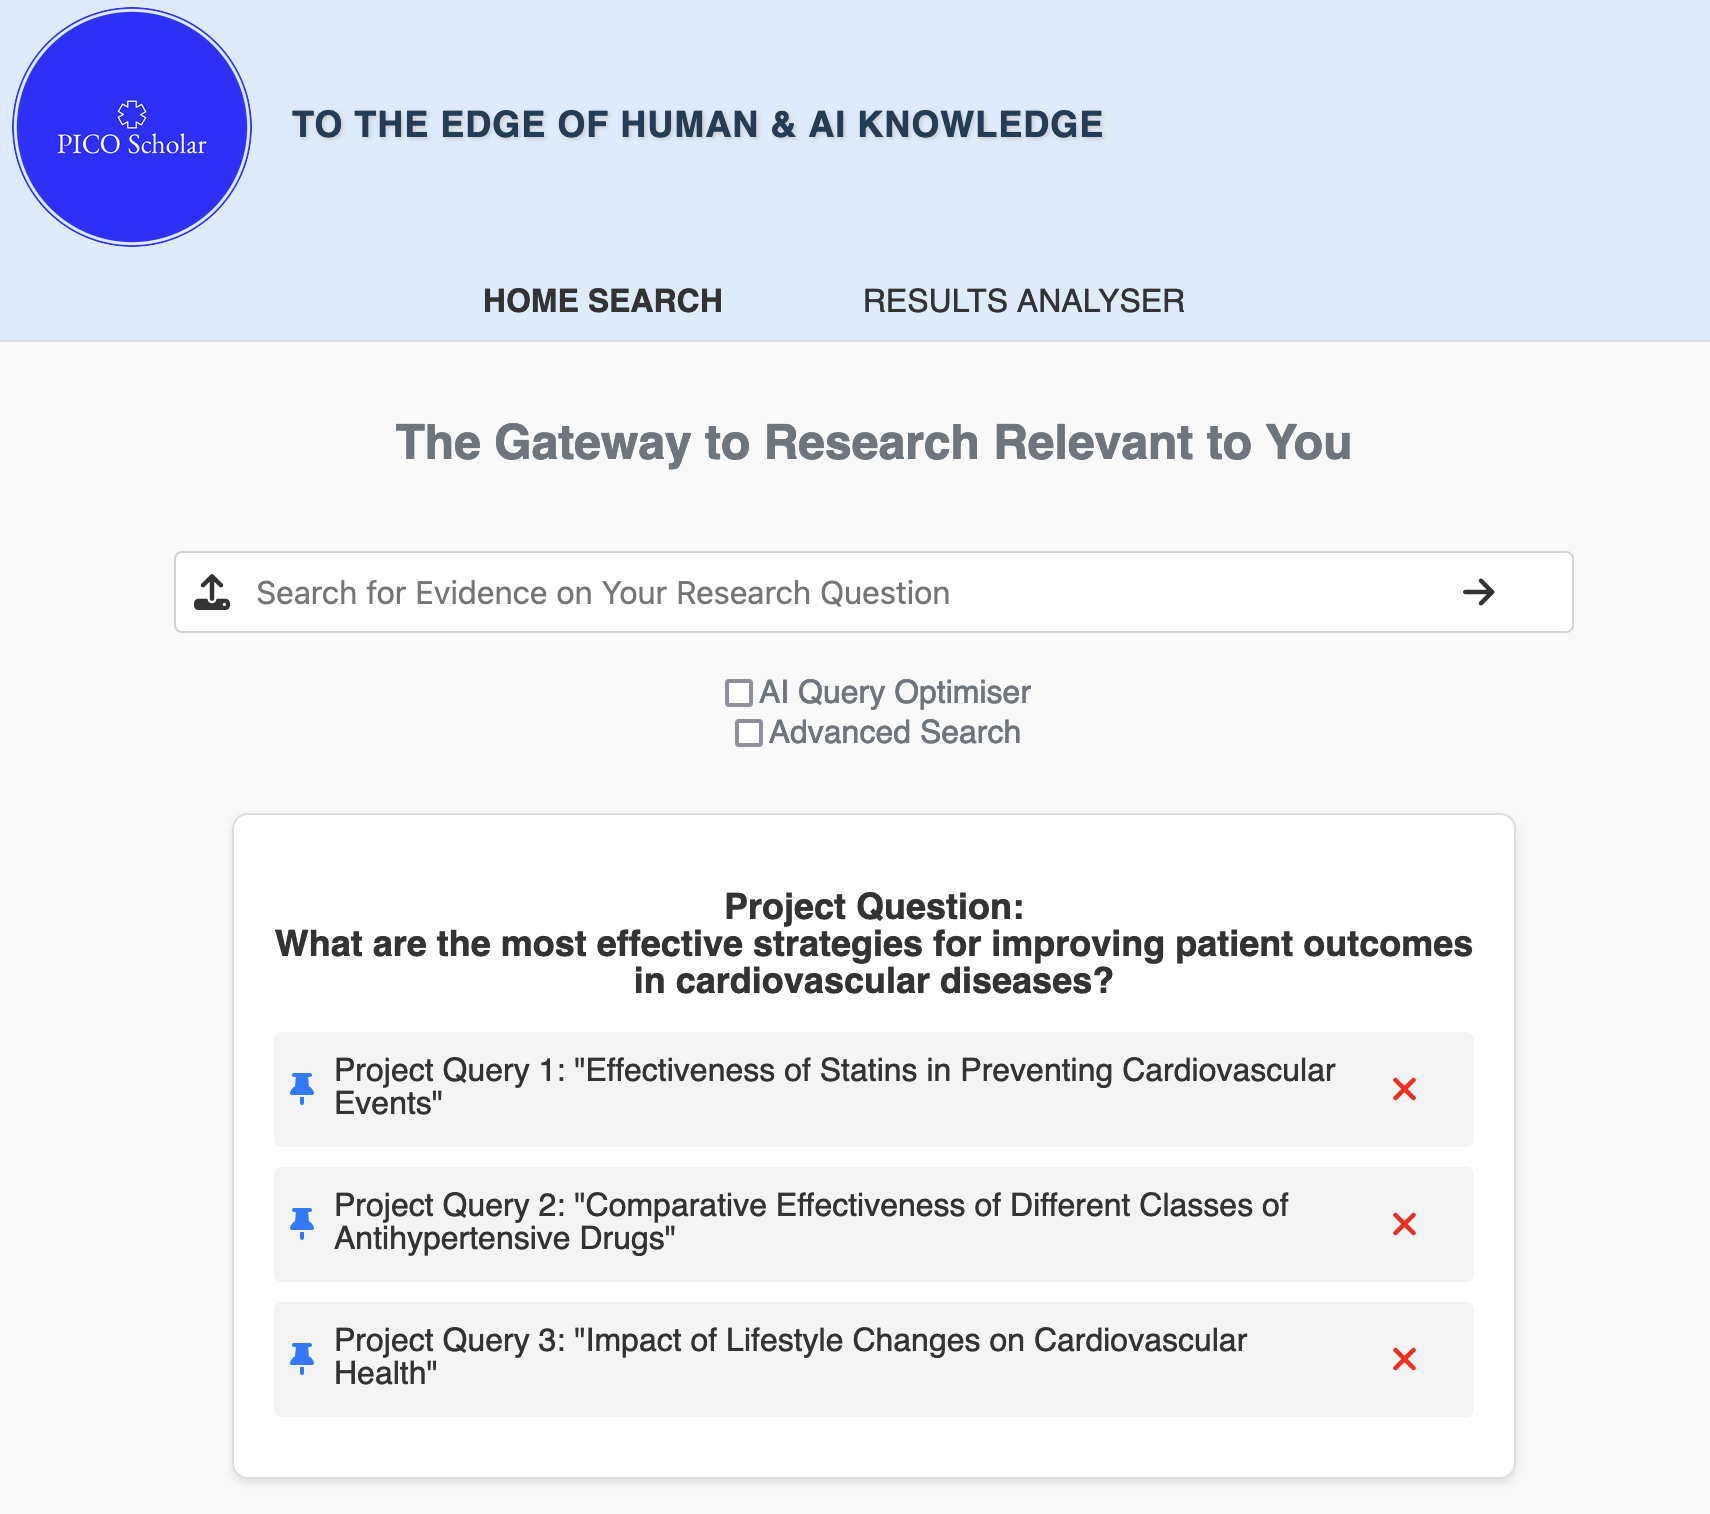 PICO Scholar
TO THE EDGE OF HUMAN & AI KNOWLEDGE
HOME SEARCH
RESULTS ANALYSER
The Gateway to Research Relevant to You
Search for Evidence on Your Research Question
AI Query Optimiser
Advanced Search
Project Question:
What are the most effective strategies for improving patient outcomes
in cardiovascular diseases?
Project Query 1: "Effectiveness of Statins in Preventing Cardiovascular
Events"
Project Query 2: "Comparative Effectiveness of Different Classes of
Antihypertensive Drugs"
Project Query 3: "Impact of Lifestyle Changes on Cardiovascular
Health"